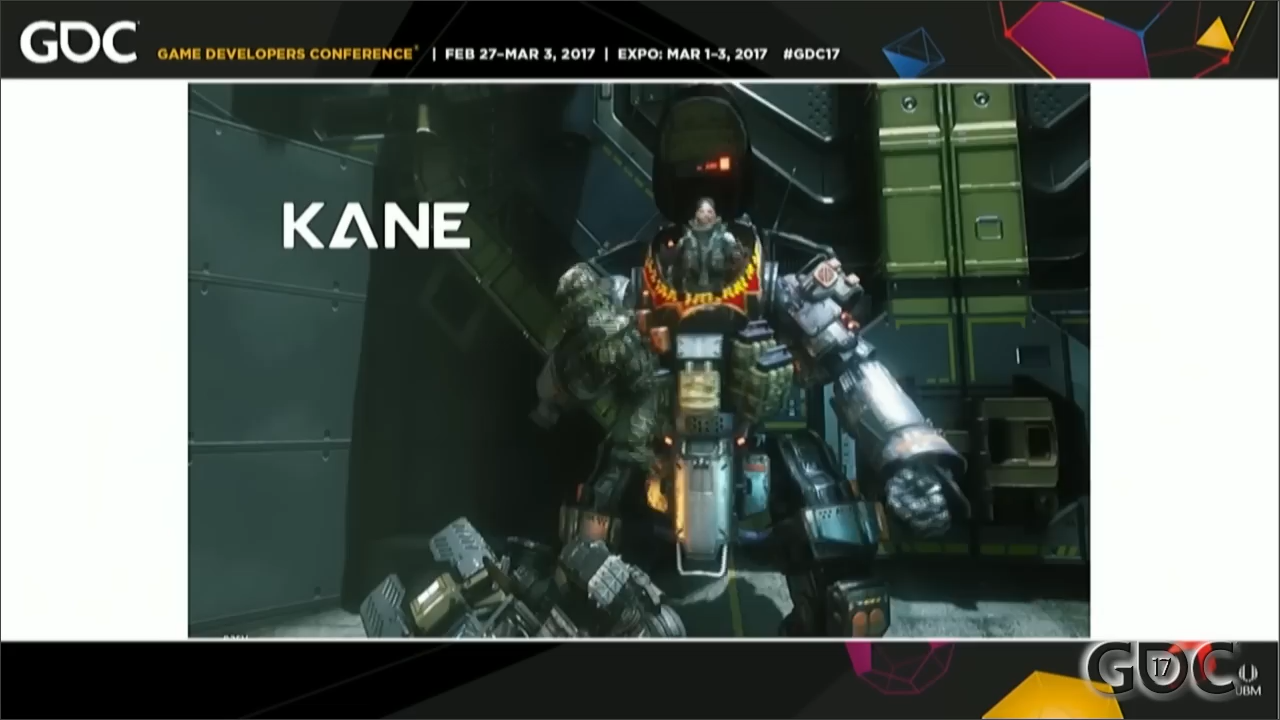 GDC
GAME DEVELOPERS CONFERENCE® | FEB 27–MAR 3, 2017 | EXPO: MAR 1–3, 2017 #GDC17
KANE
GDC
17
UBM